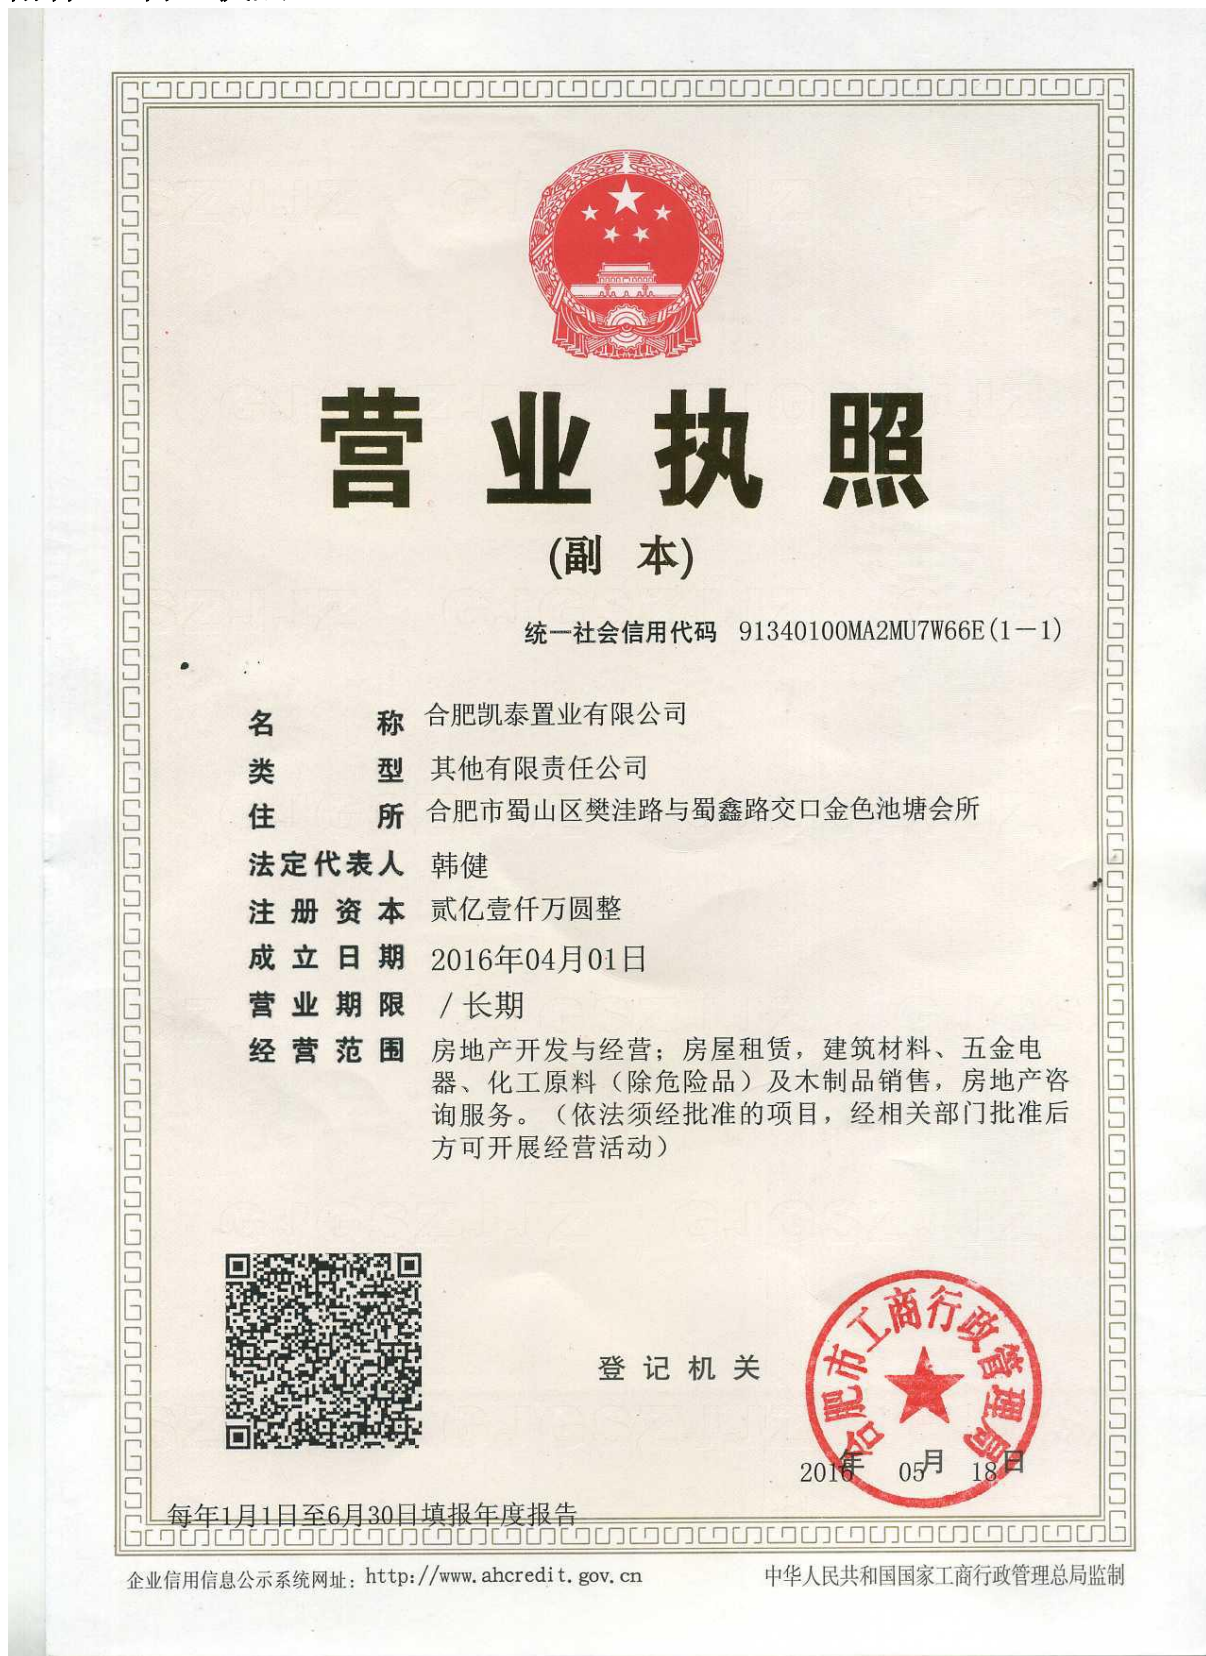 营业执照
(副 本)
统一社会信用代码 91340100MA2MU7W66E(1-1)
名称 合肥凯泰置业有限公司
类型 其他有限责任公司
住所 合肥市蜀山区樊洼路与蜀鑫路交口金色池塘会所
法定代表人 韩健
注册资本 贰亿壹仟万圆整
成立日期 2016年04月01日
营业期限 / 长期
经营范围 房地产开发与经营；房屋租赁，建筑材料、五金电
器、化工原料（除危险品）及木制品销售，房地产咨
询服务。（依法须经批准的项目，经相关部门批准后
方可开展经营活动）
登记机关
合肥市工商行政管理局
2016年 05月 18日
每年1月1日至6月30日填报年度报告
企业信用信息公示系统网址：http://www.ahcredit.gov.cn
中华人民共和国国家工商行政管理总局监制